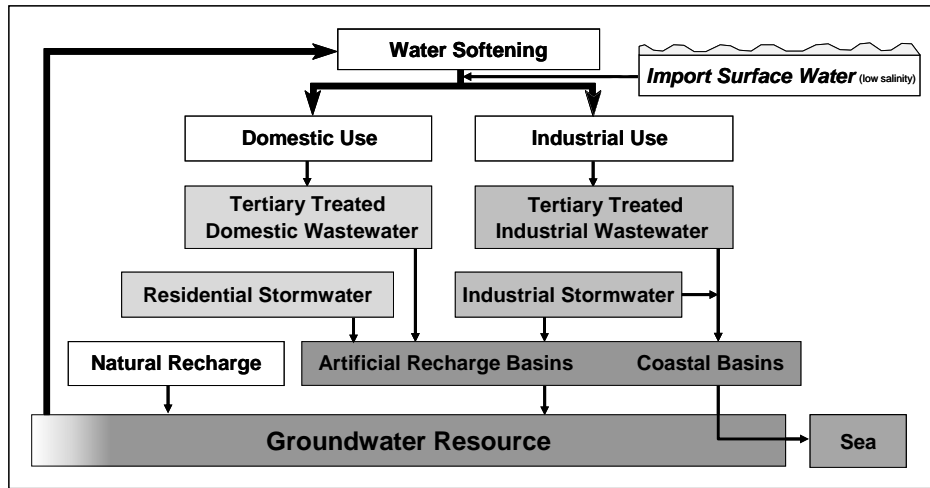 Water Softening
Import Surface Water (low salinity)
Domestic Use
Industrial Use
Tertiary Treated
Domestic Wastewater
Tertiary Treated
Industrial Wastewater
Residential Stormwater
Industrial Stormwater
Natural Recharge
Artificial Recharge Basins
Coastal Basins
Groundwater Resource
Sea